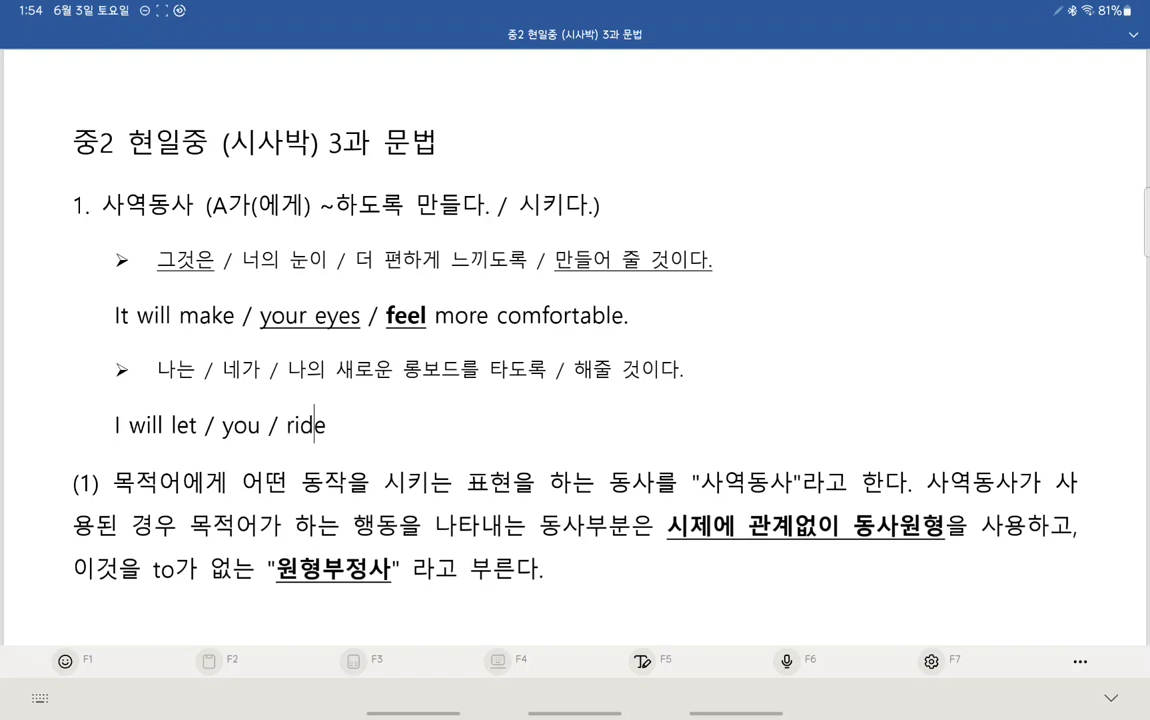 1:54 6월 3일 토요일 81%
중2 현일중 (시사박) 3과 문법
중2 현일중 (시사박) 3과 문법
1. 사역동사 (A가(에게) ~하도록 만들다. / 시키다.)
➢ 그것은 / 너의 눈이 / 더 편하게 느끼도록 / 만들어 줄 것이다.
It will make / your eyes / feel more comfortable.
➢ 나는 / 네가 / 나의 새로운 롱보드를 타도록 / 해줄 것이다.
I will let / you / ride
(1) 목적어에게 어떤 동작을 시키는 표현을 하는 동사를 "사역동사"라고 한다. 사역동사가 사
용된 경우 목적어가 하는 행동을 나타내는 동사부분은 시제에 관계없이 동사원형을 사용하고,
이것을 to가 없는 "원형부정사" 라고 부른다.
F1 F2 F3 F4 F5 F6 F7